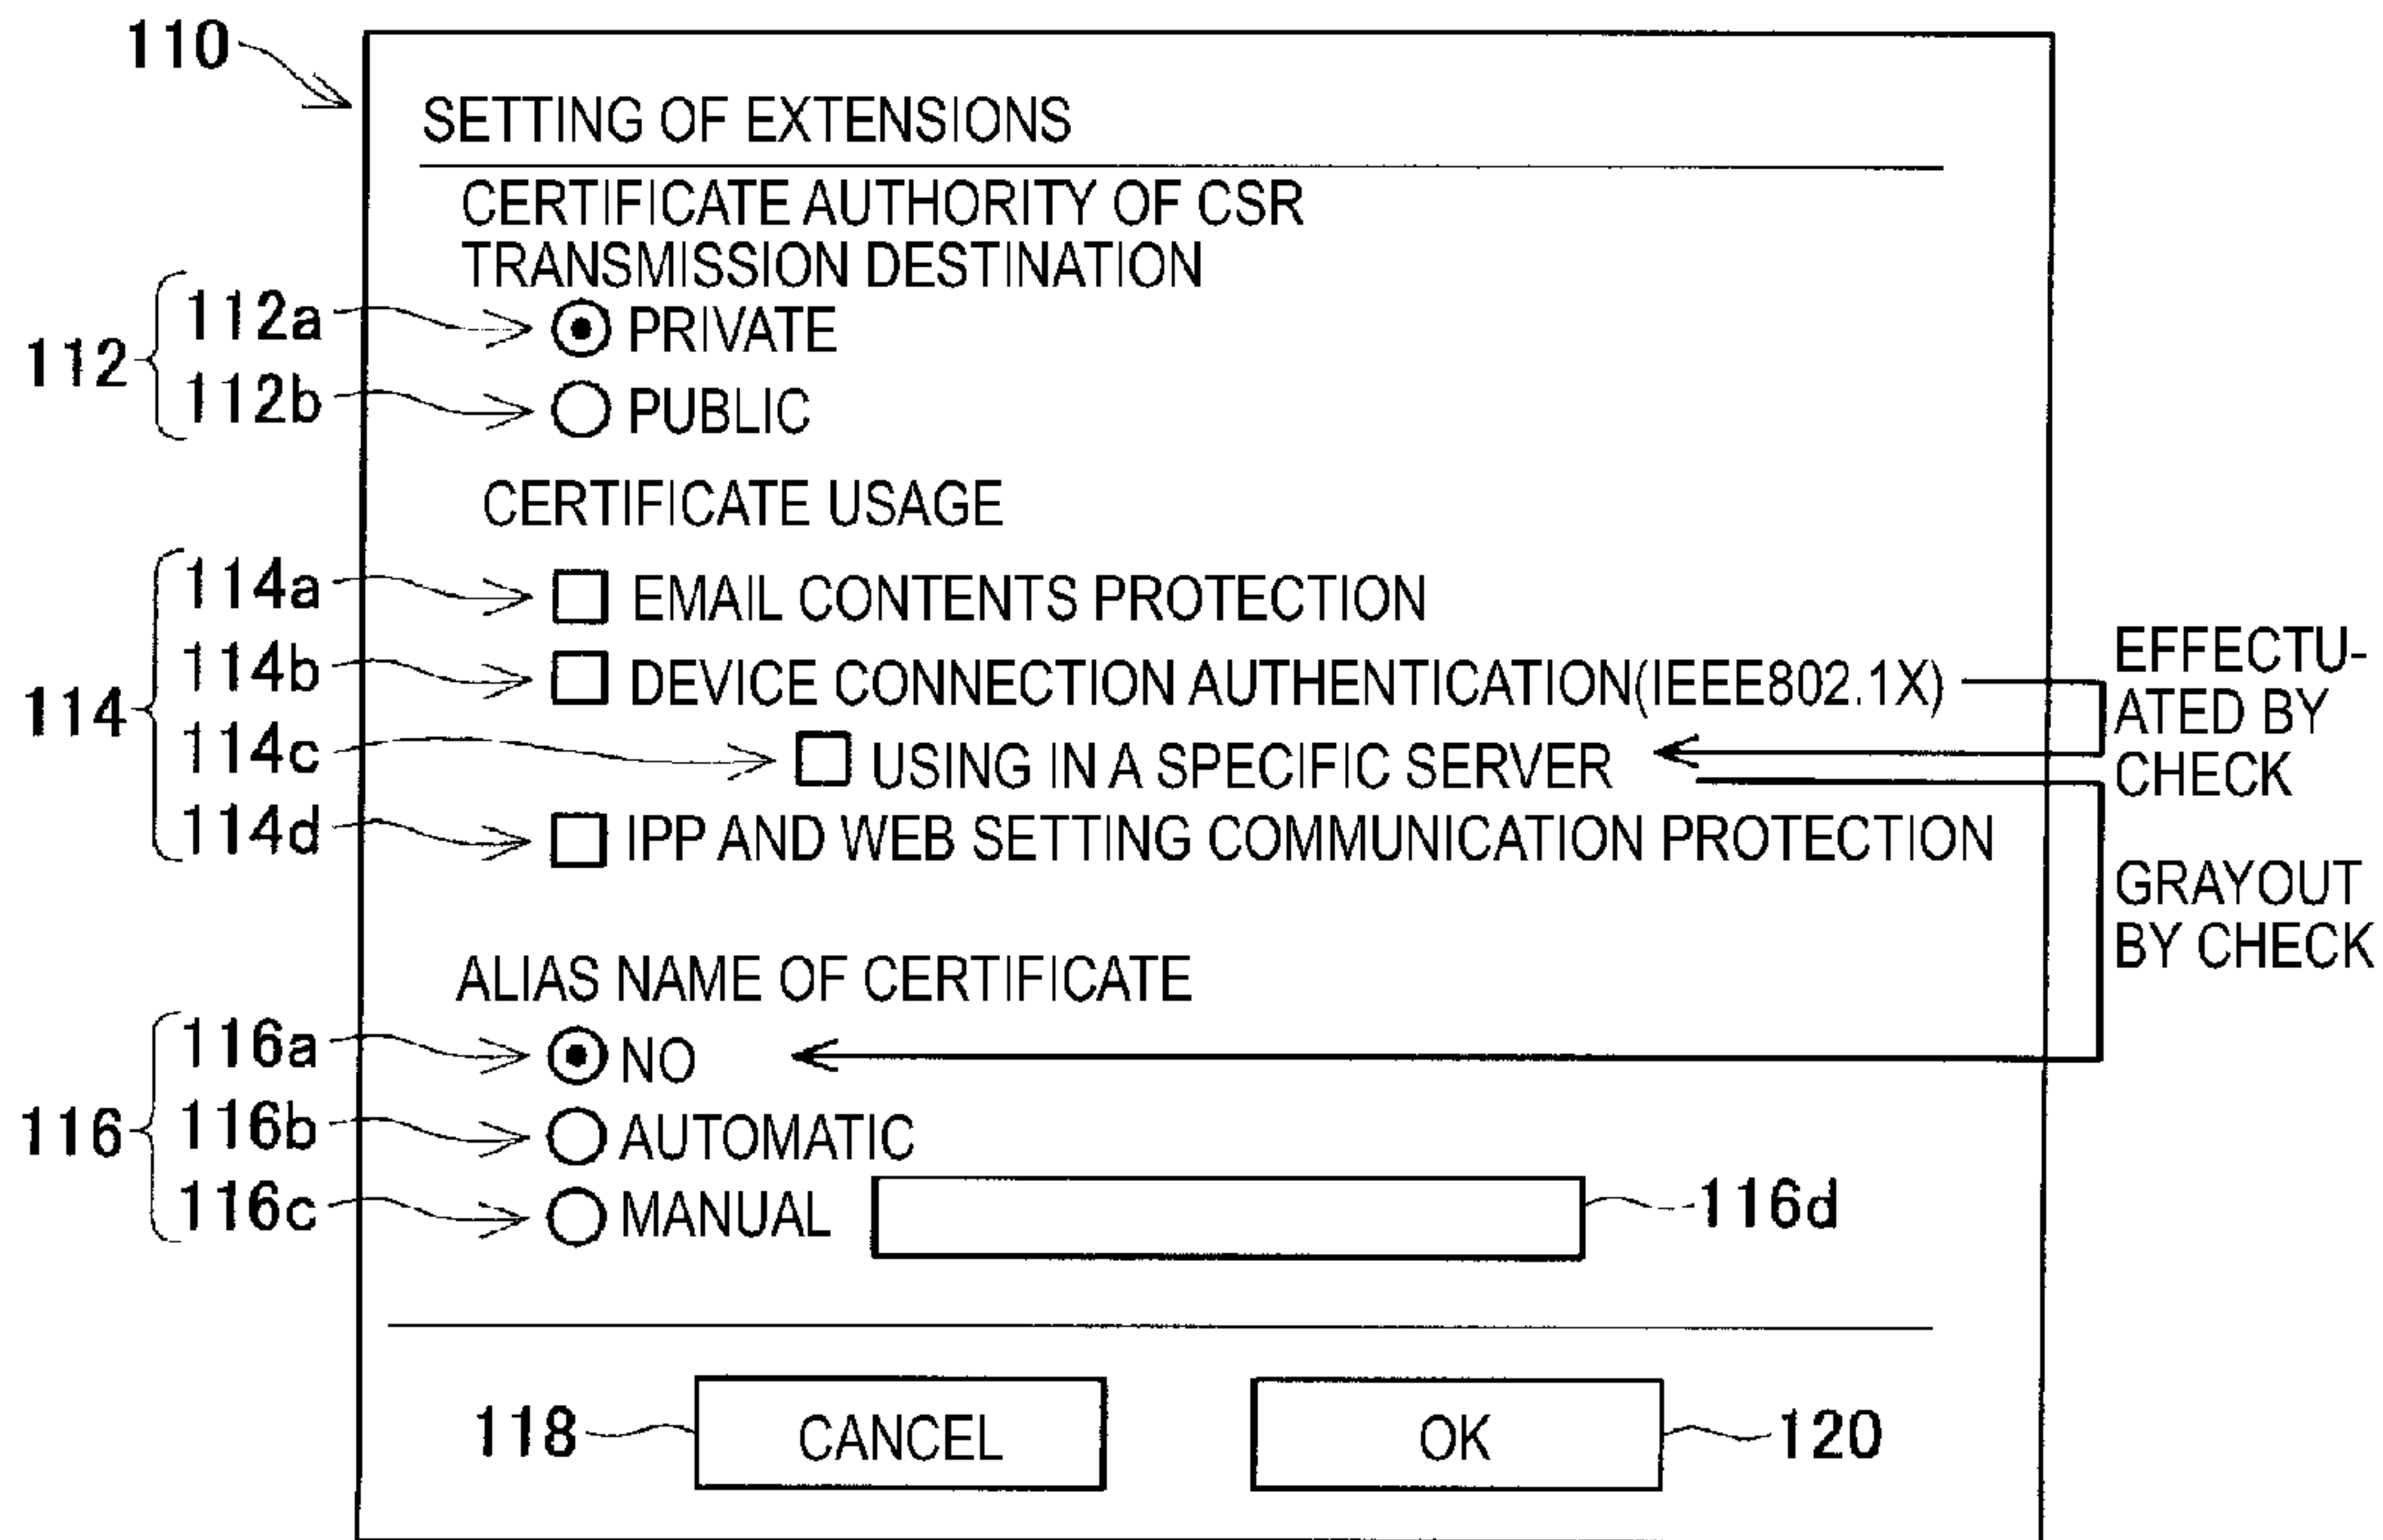 110
SETTING OF EXTENSIONS
CERTIFICATE AUTHORITY OF CSR
TRANSMISSION DESTINATION
112
112a
PRIVATE
112b
PUBLIC
CERTIFICATE USAGE
114
114a
EMAIL CONTENTS PROTECTION
114b
DEVICE CONNECTION AUTHENTICATION(IEEE802.1X)
114c
USING IN A SPECIFIC SERVER
114d
IPP AND WEB SETTING COMMUNICATION PROTECTION
EFFECTU-
ATED BY
CHECK
GRAYOUT
BY CHECK
ALIAS NAME OF CERTIFICATE
116
116a
NO
116b
AUTOMATIC
116c
MANUAL
116d
118
CANCEL
OK
120